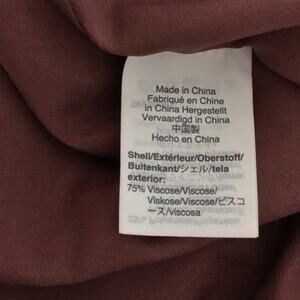 Made in China
Fabriqué en Chine
in China Hergestellt
Vervaardigd in China
中国製
Hecho en China
Shell/Extérieur/Oberstoff/
Buitenkant/シェル/tela
exterior:
75% Viscose/Viscose/
Viskose/Viscose/ビスコ
ース/viscosa